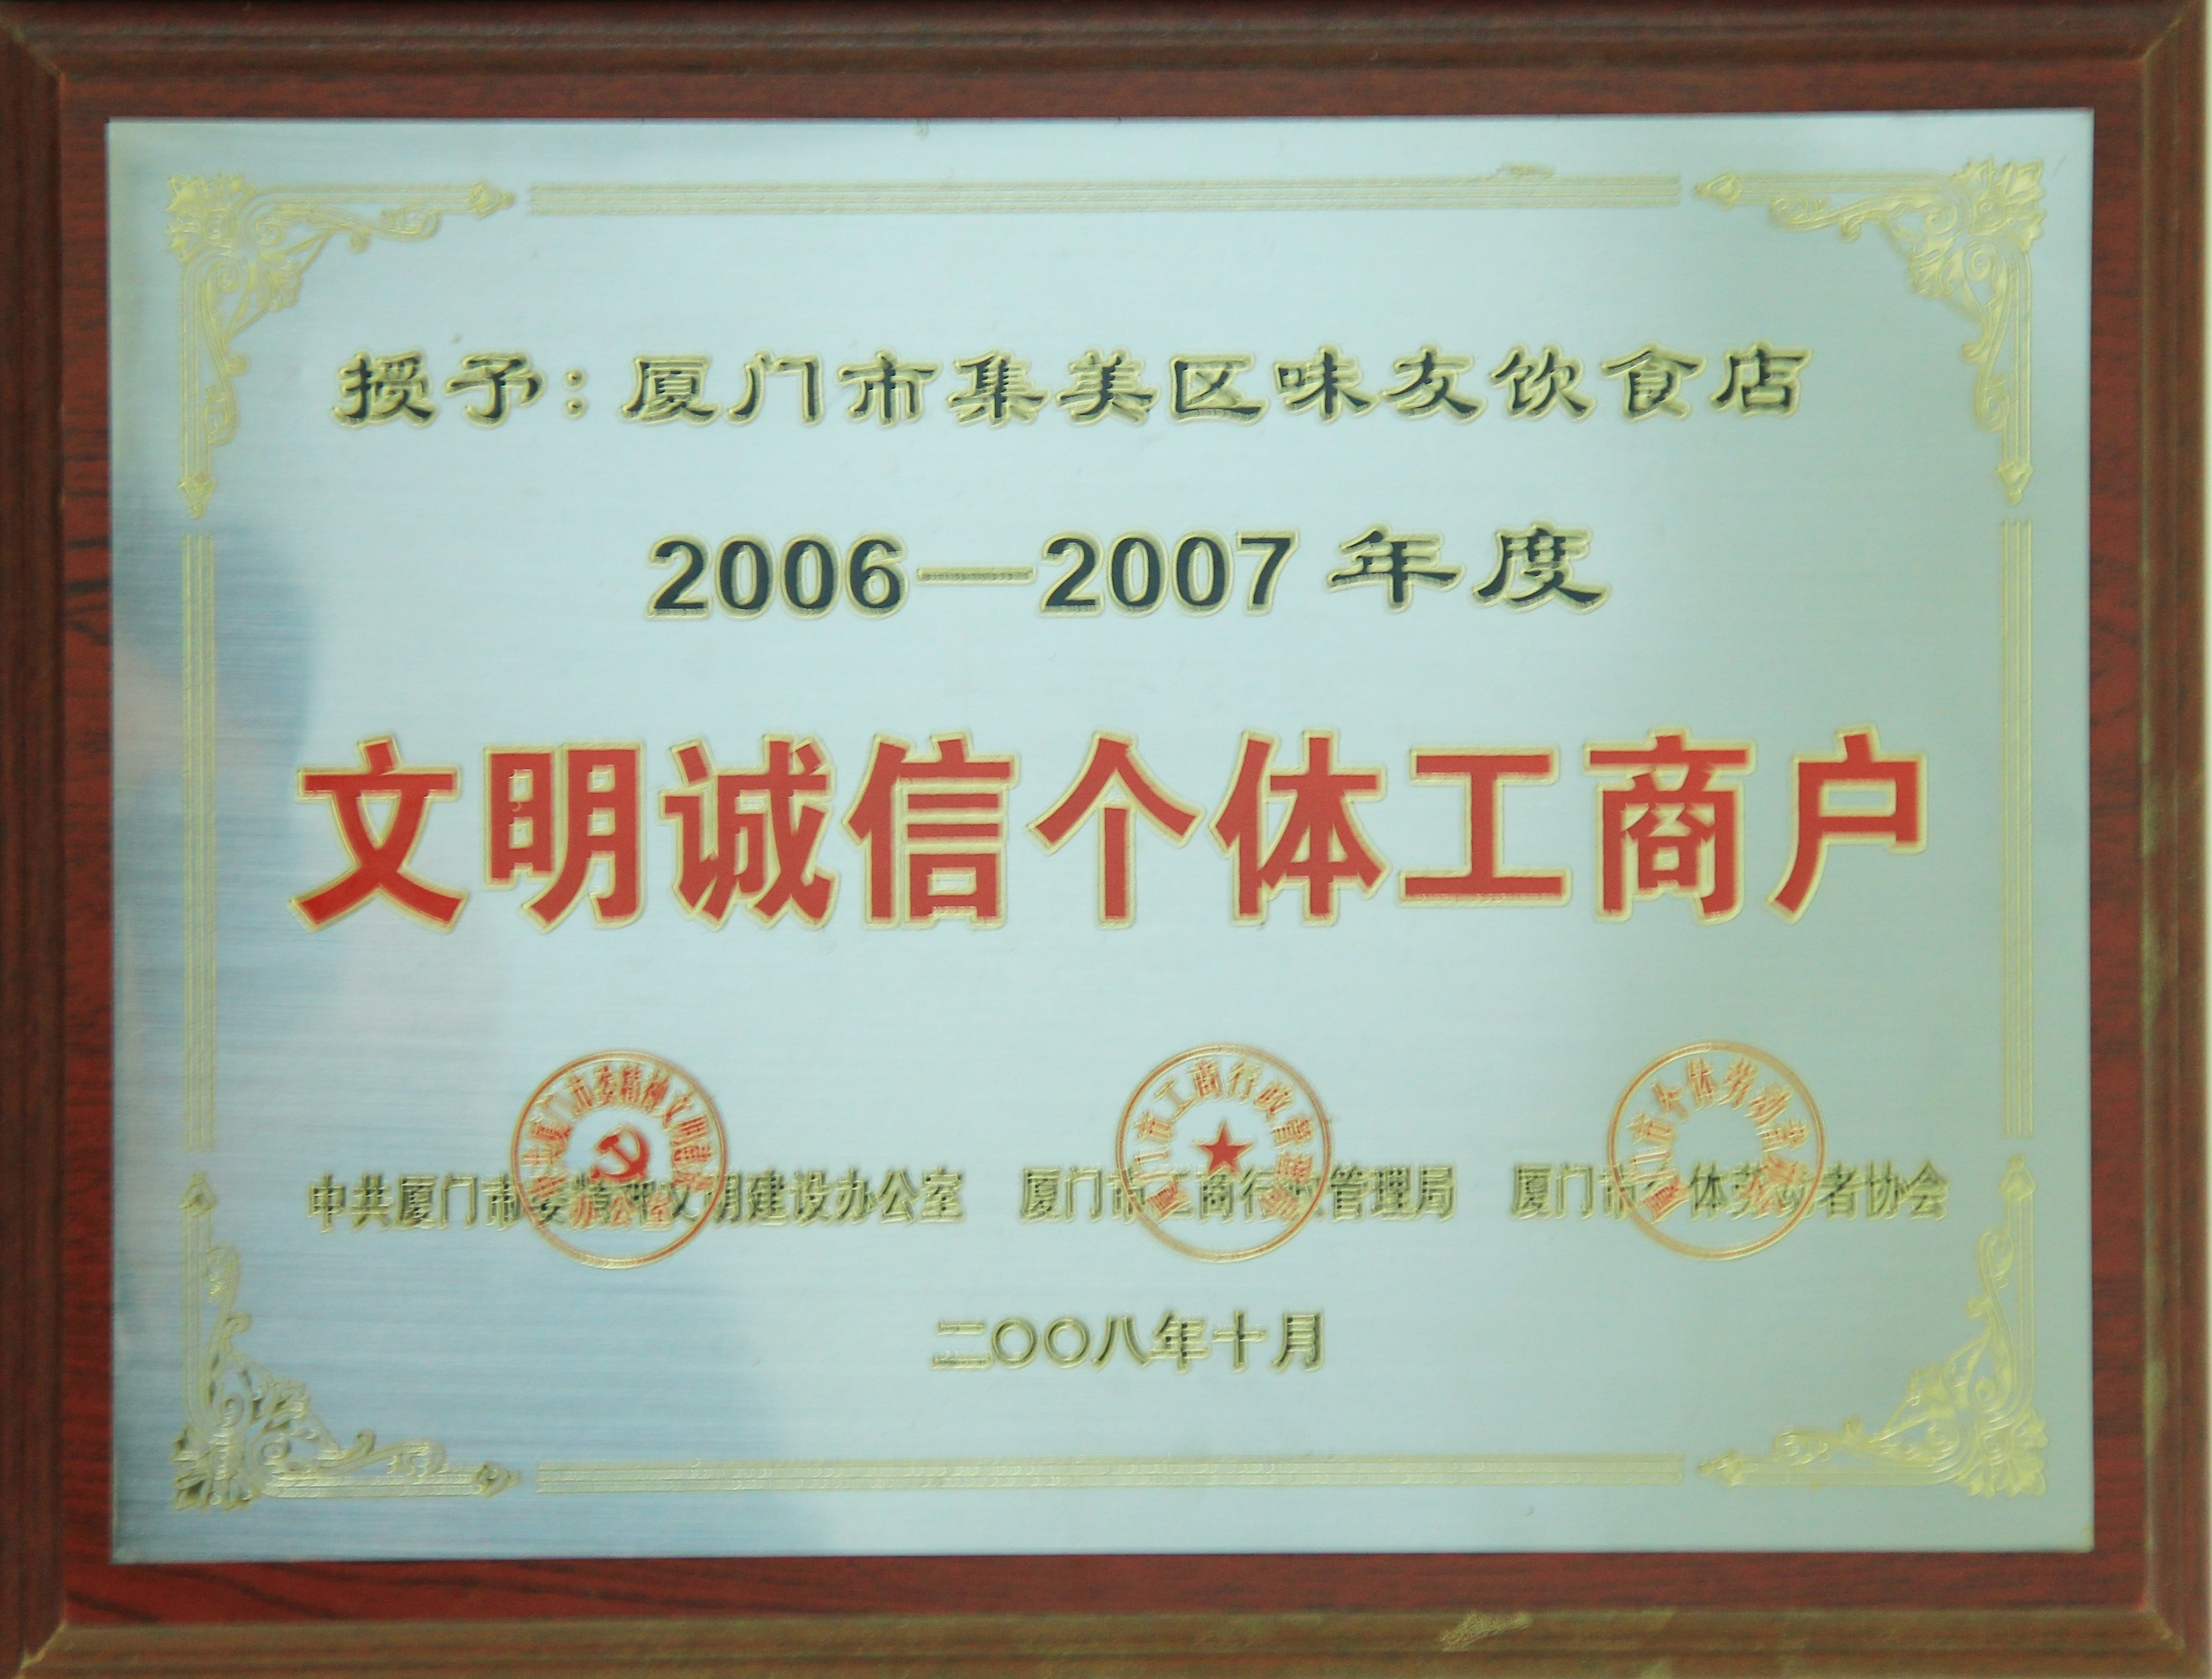 授予：厦门市集美区味友饮食店
2006—2007年度
文明诚信个体工商户
中共厦门市委精神文明建设办公室 厦门市工商行政管理局 厦门市个体劳动者协会
二〇〇八年十月